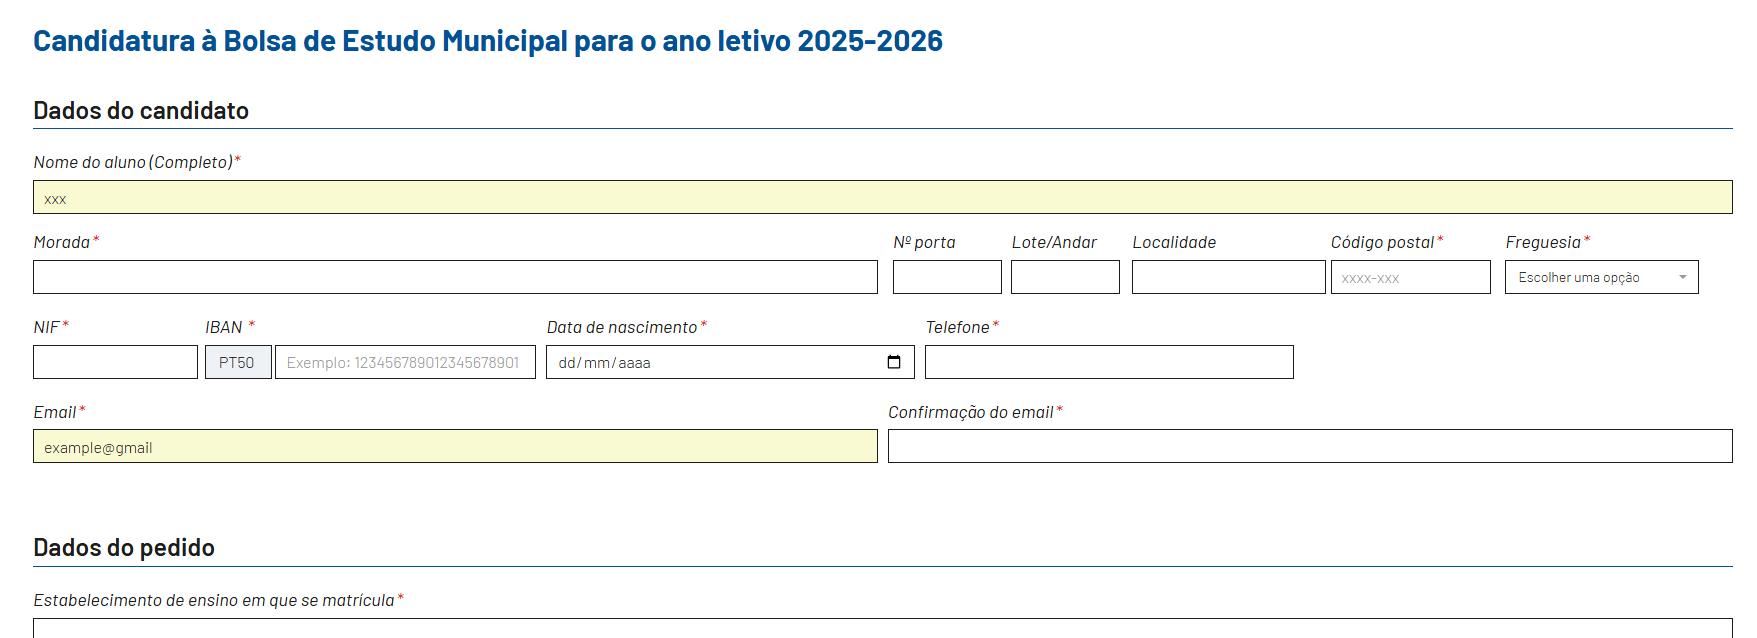 Candidatura à Bolsa de Estudo Municipal para o ano letivo 2025-2026
Dados do candidato
Nome do aluno (Completo)*
xxx
Morada* Nº porta Lote/Andar Localidade Código postal* Freguesia*
xxxx-xxx Escolher uma opção
NIF* IBAN * Data de nascimento* Telefone*
PT50 Exemplo: 123456789012345678901 dd/mm/aaaa
Email* Confirmação do email*
example@gmail
Dados do pedido
Estabelecimento de ensino em que se matrícula*